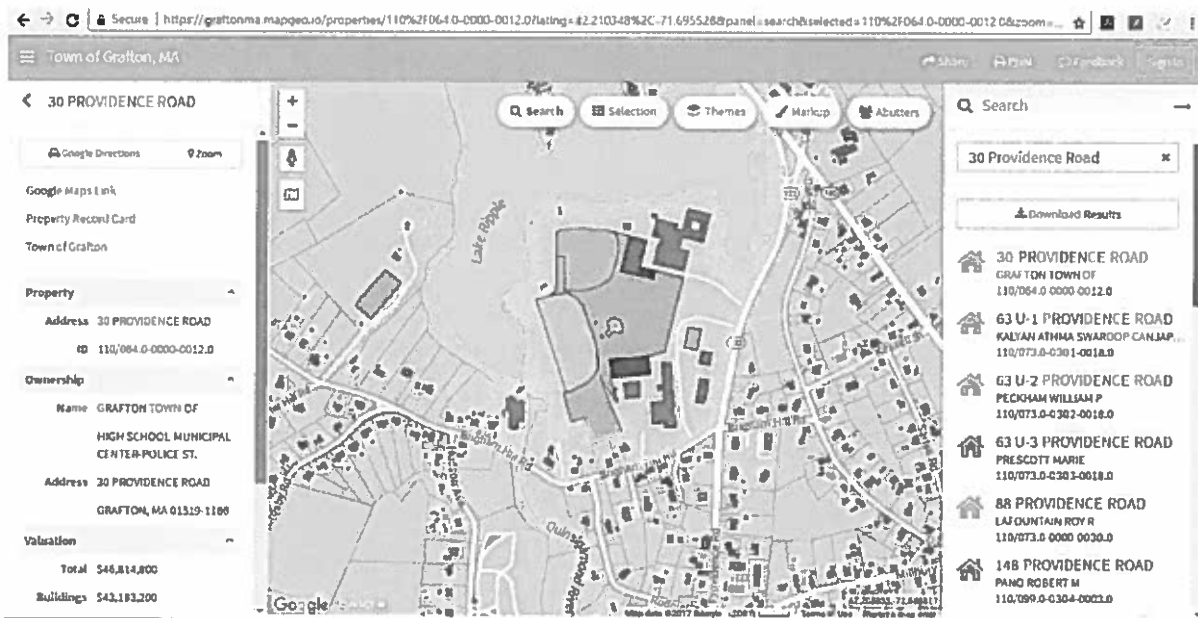 Secure | https://graftonma.mapgeo.io/properties/110%2F064.0-0000-0012.0?latlng=42.210348%2C-71.695528&panel=search&selected=110%2F064.0-0000-0012.0&zoom=...
Town of Grafton, MA
Share Print Feedback Sign In
30 PROVIDENCE ROAD
Google Directions Zoom
Google Maps Link
Property Record Card
Town of Grafton
Property
Address 30 PROVIDENCE ROAD
ID 110/064.0-0000-0012.0
Ownership
Name GRAFTON TOWN OF
HIGH SCHOOL MUNICIPAL
CENTER-POLICE ST.
Address 30 PROVIDENCE ROAD
GRAFTON, MA 01519-1186
Valuation
Total $46,814,800
Buildings $43,183,200
Search Selection Themes Markup Abutters
Lake Ripple
Google
Search
30 Providence Road
Download Results
30 PROVIDENCE ROAD
GRAFTON TOWN OF
110/064.0-0000-0012.0
63 U-1 PROVIDENCE ROAD
KALYAN ATHMA SWAROOP CANJAP...
110/073.0-0301-0018.0
63 U-2 PROVIDENCE ROAD
PECKHAM WILLIAM P
110/073.0-0302-0018.0
63 U-3 PROVIDENCE ROAD
PRESCOTT MARIE
110/073.0-0303-0018.0
88 PROVIDENCE ROAD
LAFOUNTAIN ROY R
110/073.0 0000 0030.0
148 PROVIDENCE ROAD
PANO ROBERT M
110/099.0-0304-0003.0